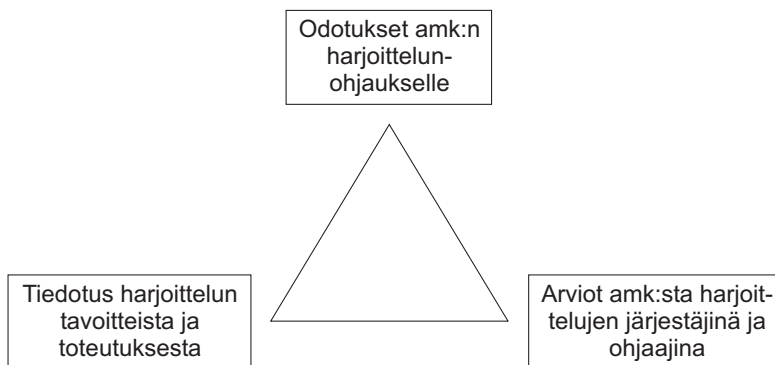 Odotukset amk:n
harjoittelun-
ohjaukselle
Tiedotus harjoittelun
tavoitteista ja
toteutuksesta
Arviot amk:sta harjoit-
telujen järjestäjinä ja
ohjaajina